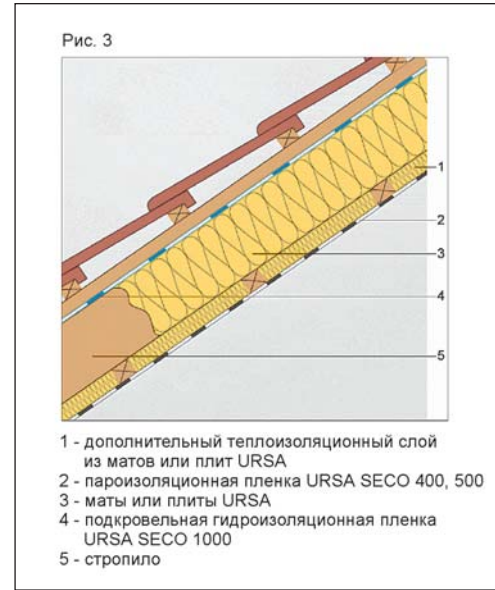 Рис. 3
1
2
3
4
5
1 - дополнительный теплоизоляционный слой
из матов или плит URSA
2 - пароизоляционная пленка URSA SECO 400, 500
3 - маты или плиты URSA
4 - подкровельная гидроизоляционная пленка
URSA SECO 1000
5 - стропило